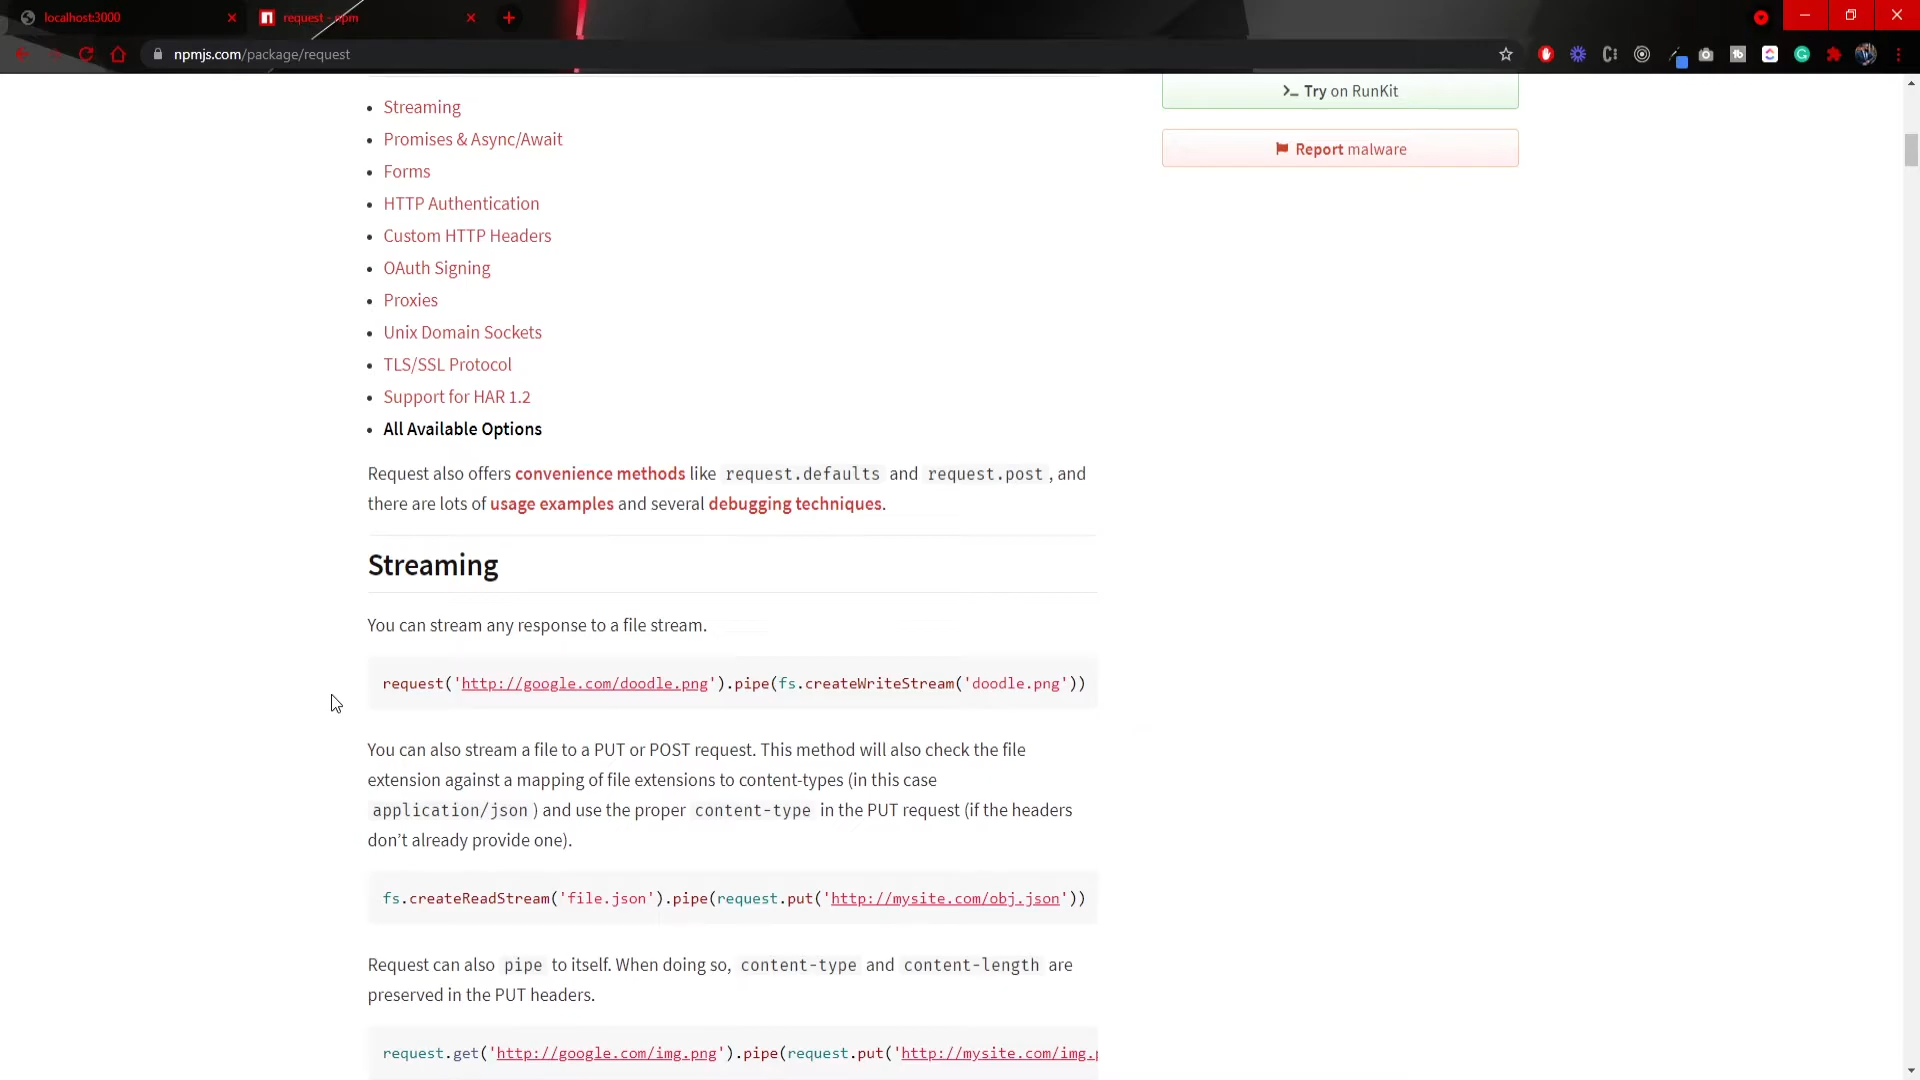 localhost:3000
request - npm
npmjs.com/package/request
Streaming
Promises & Async/Await
Forms
HTTP Authentication
Custom HTTP Headers
OAuth Signing
Proxies
Unix Domain Sockets
TLS/SSL Protocol
Support for HAR 1.2
All Available Options
Request also offers convenience methods like request.defaults and request.post, and
there are lots of usage examples and several debugging techniques.
Streaming
You can stream any response to a file stream.
request('http://google.com/doodle.png').pipe(fs.createWriteStream('doodle.png'))
You can also stream a file to a PUT or POST request. This method will also check the file
extension against a mapping of file extensions to content-types (in this case
application/json) and use the proper content-type in the PUT request (if the headers
don’t already provide one).
fs.createReadStream('file.json').pipe(request.put('http://mysite.com/obj.json'))
Request can also pipe to itself. When doing so, content-type and content-length are
preserved in the PUT headers.
request.get('http://google.com/img.png').pipe(request.put('http://mysite.com/img.p
>_ Try on RunKit
Report malware